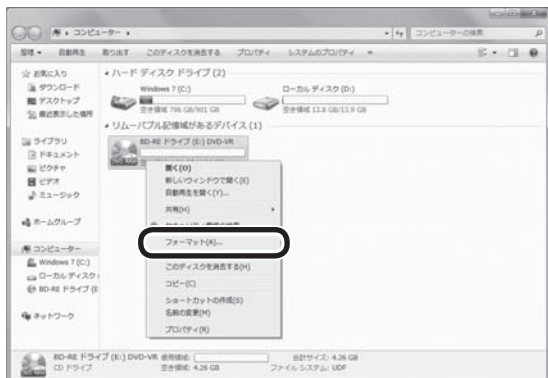 コンピューター
コンピューターの検索
整理
自動再生
取り出す
このディスクを消去する
プロパティ
システムのプロパティ
お気に入り
ダウンロード
デスクトップ
最近表示した場所
ライブラリ
ドキュメント
ピクチャ
ビデオ
ミュージック
ホームグループ
コンピューター
Windows 7 (C:)
ローカル ディスク
BD-RE ドライブ (E
ネットワーク
ハード ディスク ドライブ (2)
Windows 7 (C:)
空き領域 796 GB/901 GB
ローカル ディスク (D:)
空き領域 13.8 GB/13.9 GB
リムーバブル記憶域があるデバイス (1)
BD-RE ドライブ (E:) DVD-VR
開く(O)
新しいウィンドウで開く(E)
自動再生を開く(Y)...
共有(H)
フォーマット(A)...
このディスクを消去する(H)
コピー(C)
ショートカットの作成(S)
名前の変更(M)
プロパティ(R)
BD-RE ドライブ (E:) DVD-VR 使用領域: 合計サイズ: 4.26 GB
CD ドライブ 空き領域: 4.26 GB ファイル システム: UDF